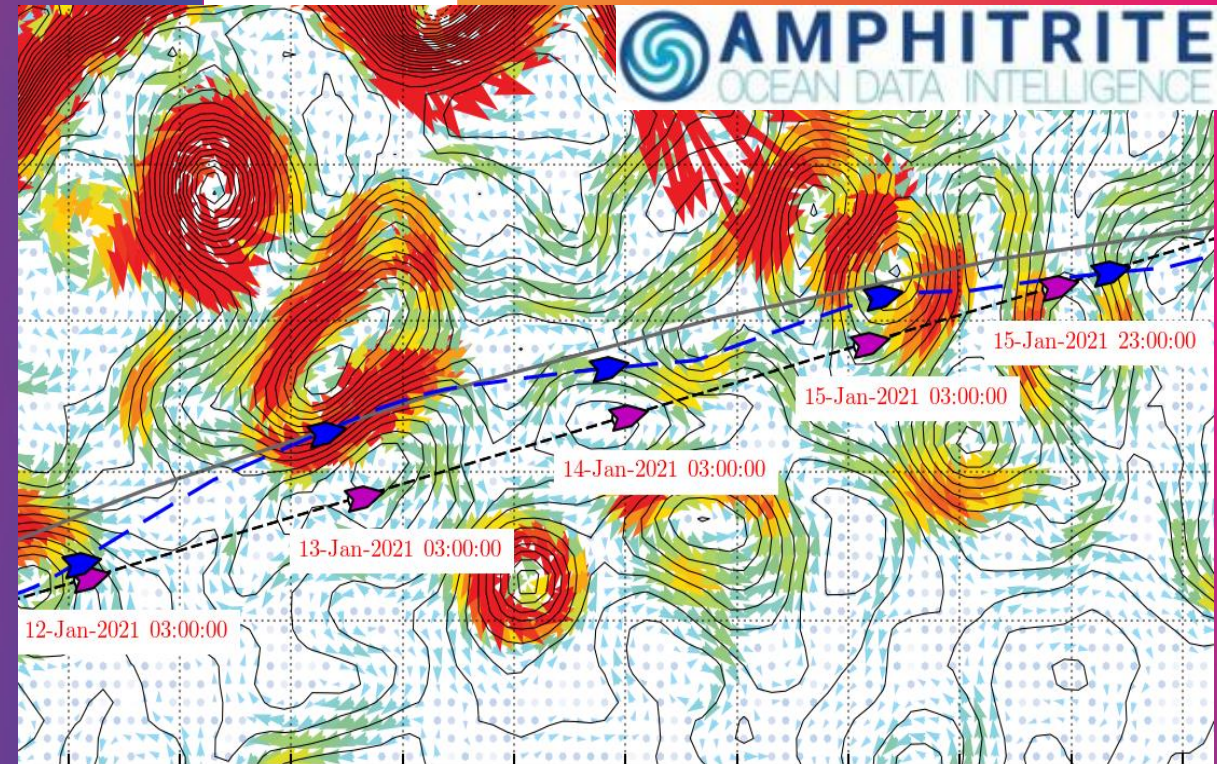 AMPHITRITE
OCEAN DATA INTELLIGENCE
15-Jan-2021 23:00:00
15-Jan-2021 03:00:00
14-Jan-2021 03:00:00
13-Jan-2021 03:00:00
12-Jan-2021 03:00:00